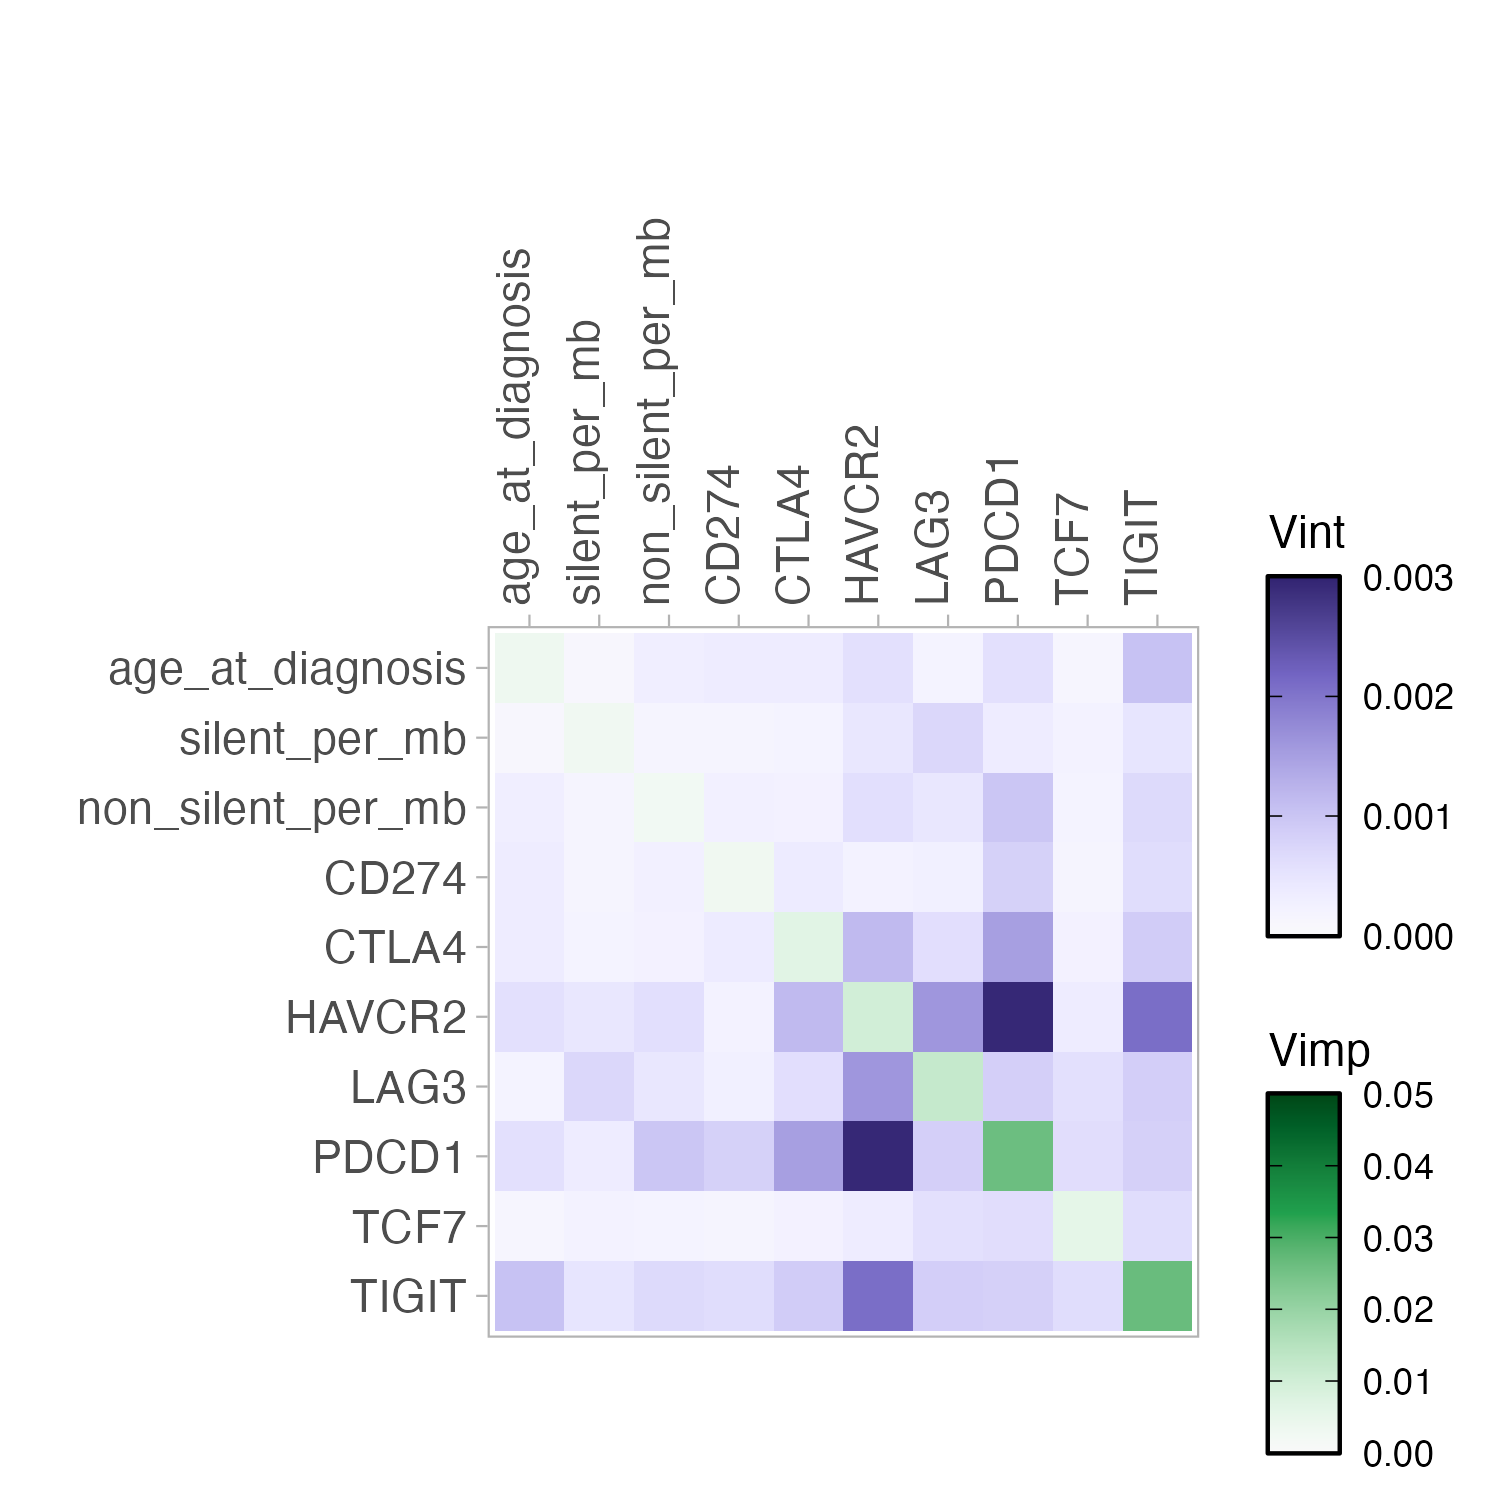 age_at_diagnosis
silent_per_mb
non_silent_per_mb
CD274
CTLA4
HAVCR2
LAG3
PDCD1
TCF7
TIGIT
age_at_diagnosis
silent_per_mb
non_silent_per_mb
CD274
CTLA4
HAVCR2
LAG3
PDCD1
TCF7
TIGIT
Vint
0.003
0.002
0.001
0.000
Vimp
0.05
0.04
0.03
0.02
0.01
0.00